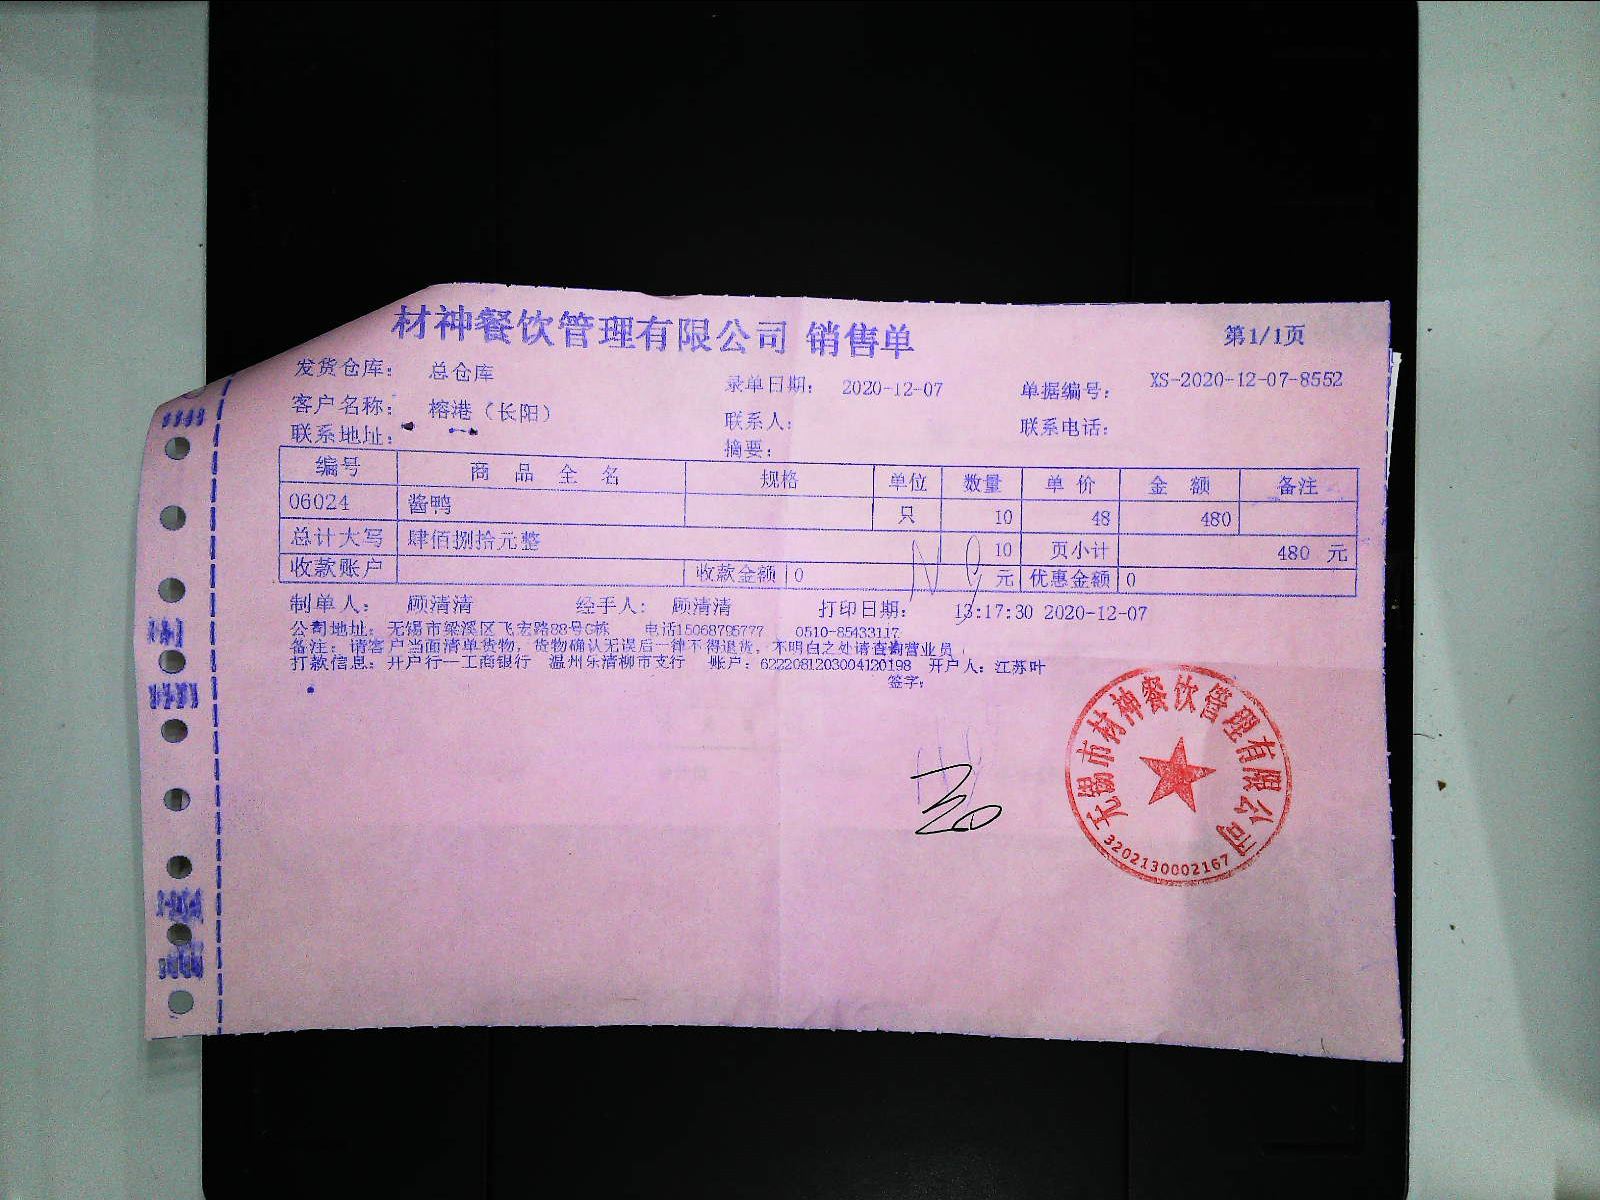 材神餐饮管理有限公司 销售单 第1/1页
发货仓库： 总仓库 录单日期： 2020-12-07 单据编号： XS-2020-12-07-8552
客户名称： 榕港（长阳） 联系人： 联系电话：
联系地址： 摘要：
编号 商品全名 规格 单位 数量 单价 金额 备注
06024 酱鸭 只 10 48 480
总计大写 肆佰捌拾元整 10 页小计 480 元
收款账户 收款金额 0 元 优惠金额 0
制单人： 顾清清 经手人： 顾清清 打印日期： 13:17:30 2020-12-07
公司地址：无锡市梁溪区飞宏路88号G栋 电话15068795777 0510-85433117
备注：请客户当面清单货物，货物确认无误后一律不得退货，不明白之处请查询营业员
打款信息：开户行—工商银行 温州乐清柳市支行 账户：6222081203004120198 开户人：江苏叶
签字：
无锡市材神餐饮管理有限公司
3202130002167